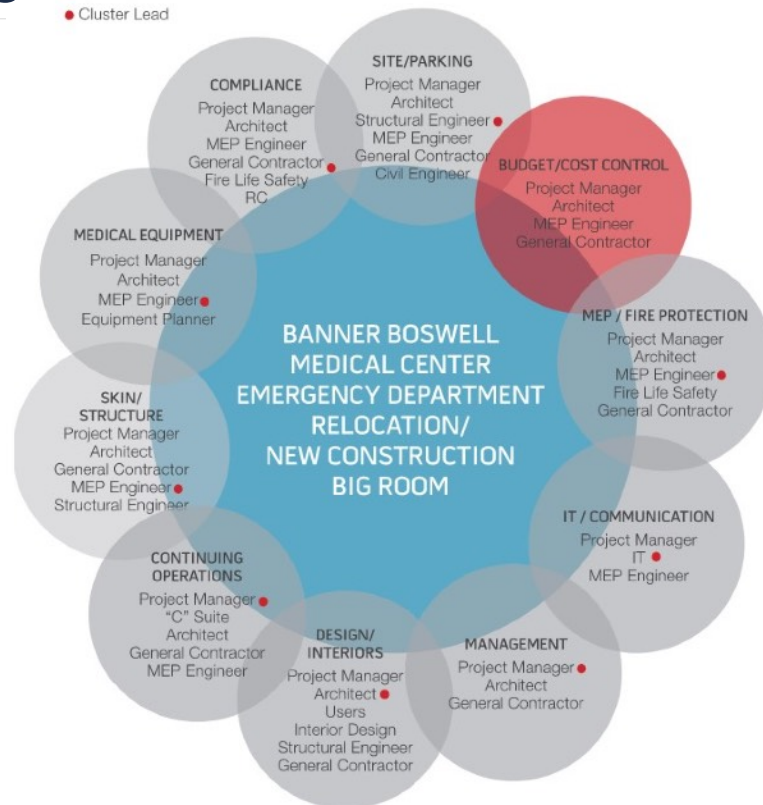 Cluster Lead
SITE/PARKING
Project Manager
Architect
Structural Engineer
MEP Engineer
General Contractor
Civil Engineer
BUDGET/COST CONTROL
Project Manager
Architect
MEP Engineer
General Contractor
MEP / FIRE PROTECTION
Project Manager
Architect
MEP Engineer
Fire Life Safety
General Contractor
IT / COMMUNICATION
Project Manager
IT
MEP Engineer
MANAGEMENT
Project Manager
Architect
General Contractor
DESIGN/
INTERIORS
Project Manager
Architect
Users
Interior Design
Structural Engineer
General Contractor
CONTINUING
OPERATIONS
Project Manager
“C” Suite
Architect
General Contractor
MEP Engineer
SKIN/
STRUCTURE
Project Manager
Architect
General Contractor
MEP Engineer
Structural Engineer
MEDICAL EQUIPMENT
Project Manager
Architect
MEP Engineer
Equipment Planner
COMPLIANCE
Project Manager
Architect
MEP Engineer
General Contractor
Fire Life Safety
RC
BANNER BOSWELL
MEDICAL CENTER
EMERGENCY DEPARTMENT
RELOCATION/
NEW CONSTRUCTION
BIG ROOM